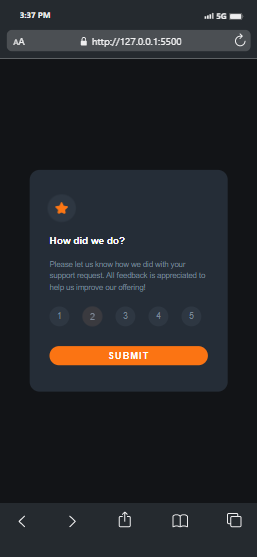 3:37 PM
5G
AA
http://127.0.0.1:5500
How did we do?
Please let us know how we did with your
support request. All feedback is appreciated to
help us improve our offering!
1 2 3 4 5
SUBMIT